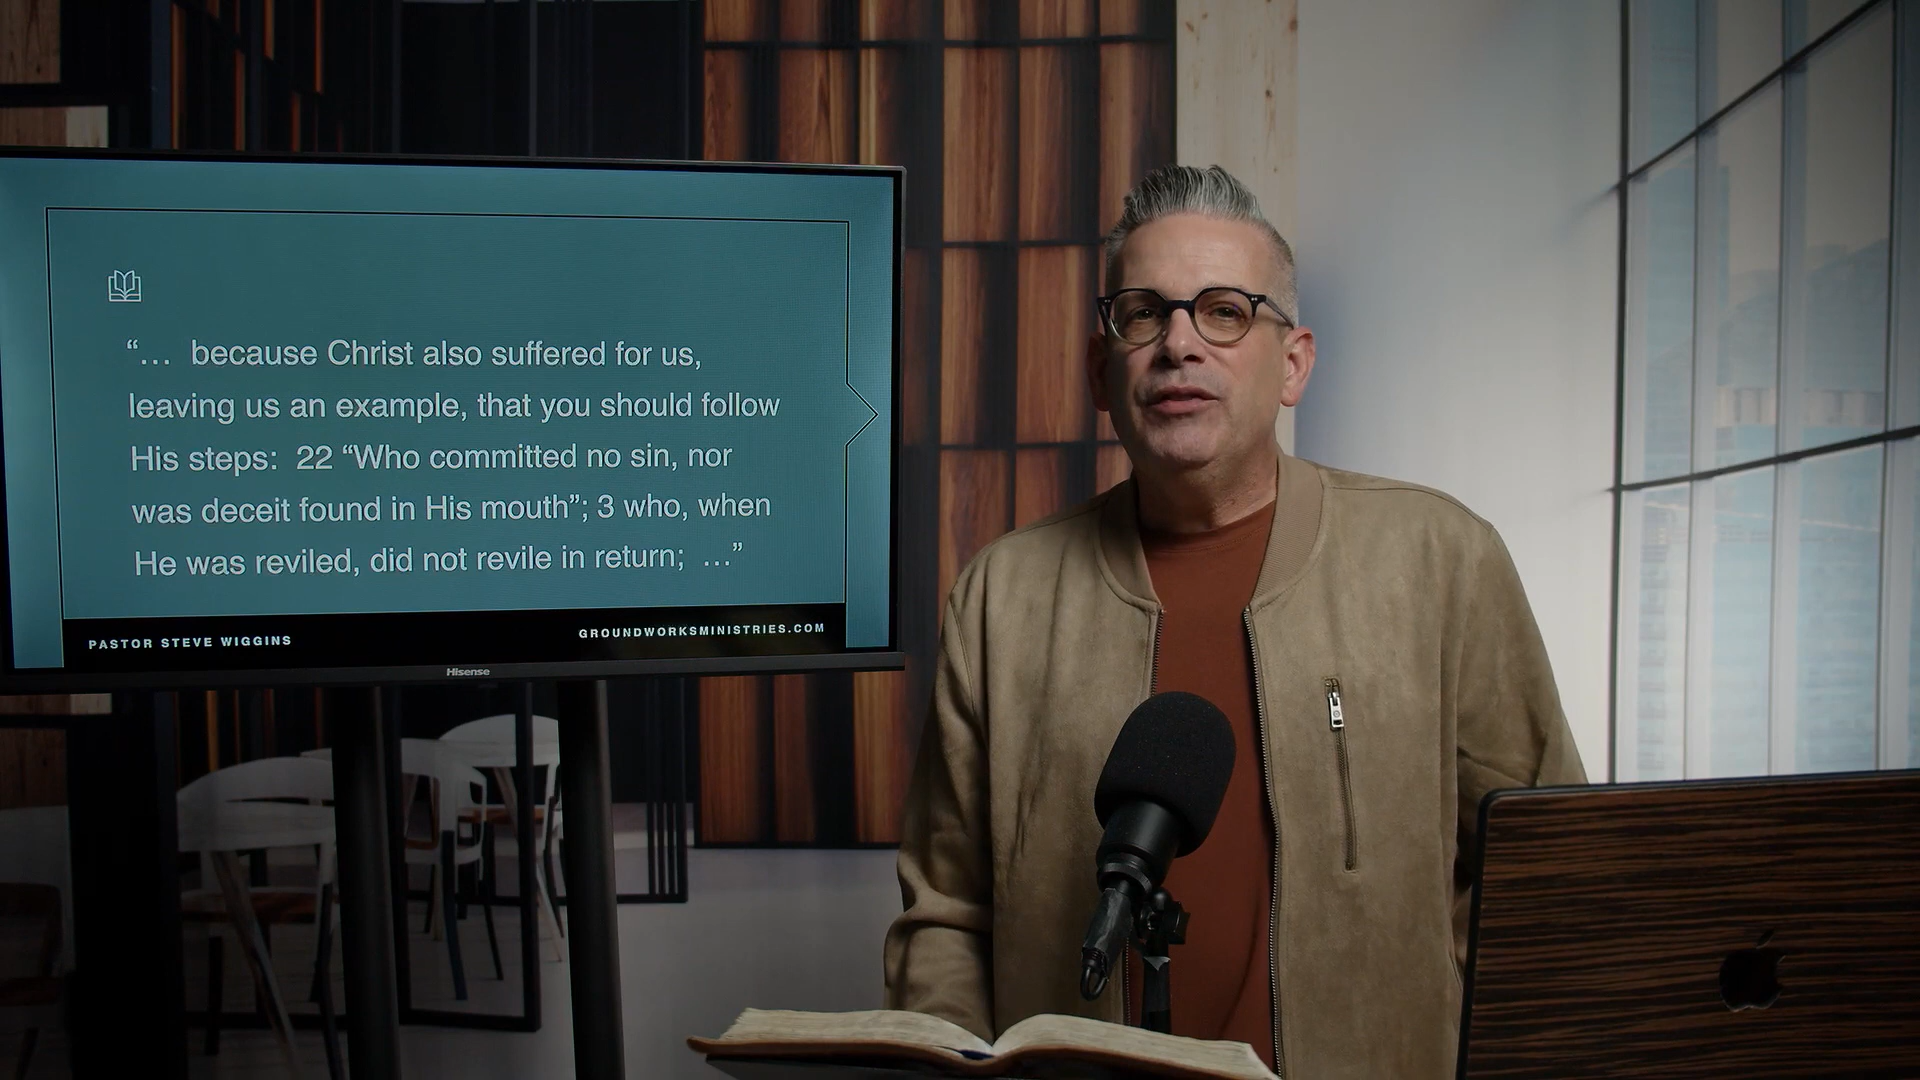 “… because Christ also suffered for us,
leaving us an example, that you should follow
His steps: 22 “Who committed no sin, nor
was deceit found in His mouth”; 3 who, when
He was reviled, did not revile in return; …”
PASTOR STEVE WIGGINS
GROUNDWORKSMINISTRIES.COM
Hisense